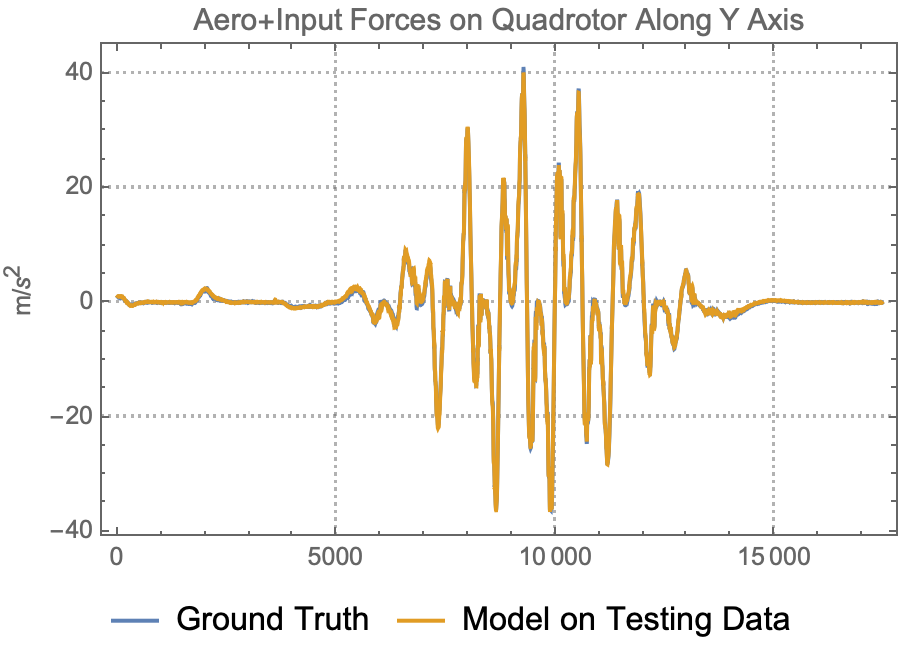 Aero+Input Forces on Quadrotor Along Y Axis
40
20
0
−20
−40
m/s²
0 5000 10 000 15 000
Ground Truth Model on Testing Data